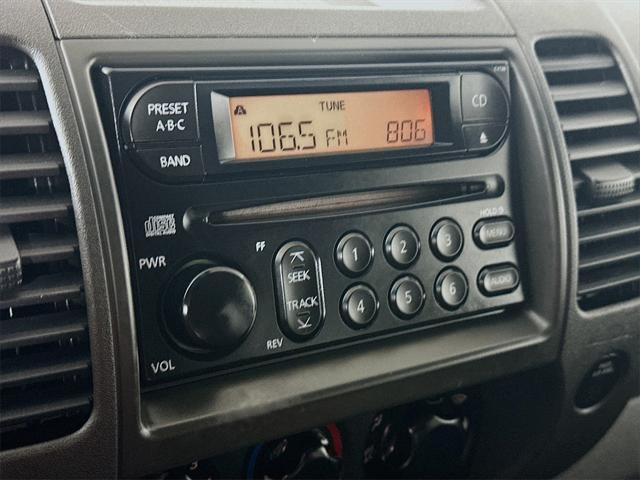 TUNE
A
106.5 FM 806
PRESET
A•B•C
BAND
CD
COMPACT
disc
DIGITAL AUDIO
PWR
VOL
FF
SEEK
TRACK
REV
1 2 3
4 5 6
HOLD
MENU
AUDIO